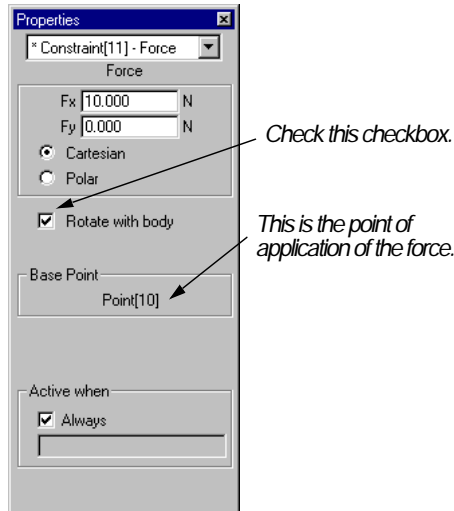 Properties
* Constraint[11] - Force
Force
Fx 10.000 N
Fy 0.000 N
Cartesian
Polar
Rotate with body
Base Point
Point[10]
Active when
Always
Check this checkbox.
This is the point of
application of the force.